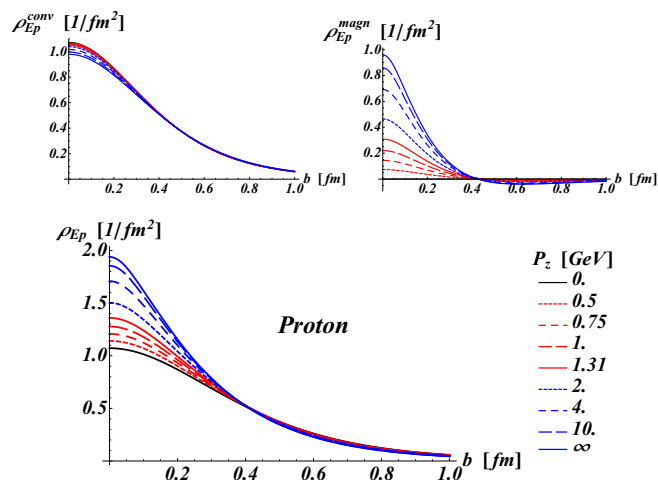 ρ_Ep^conv [1/fm²]
1.0
0.8
0.6
0.4
0.2
0.2 0.4 0.6 0.8 1.0
b [fm]
ρ_Ep^magn [1/fm²]
1.0
0.8
0.6
0.4
0.2
0.2 0.4 0.6 0.8 1.0
b [fm]
ρ_Ep [1/fm²]
2.0
1.5
1.0
0.5
0.2 0.4 0.6 0.8 1.0
b [fm]
Proton
P_z [GeV]
0.
0.5
0.75
1.
1.31
2.
4.
10.
∞